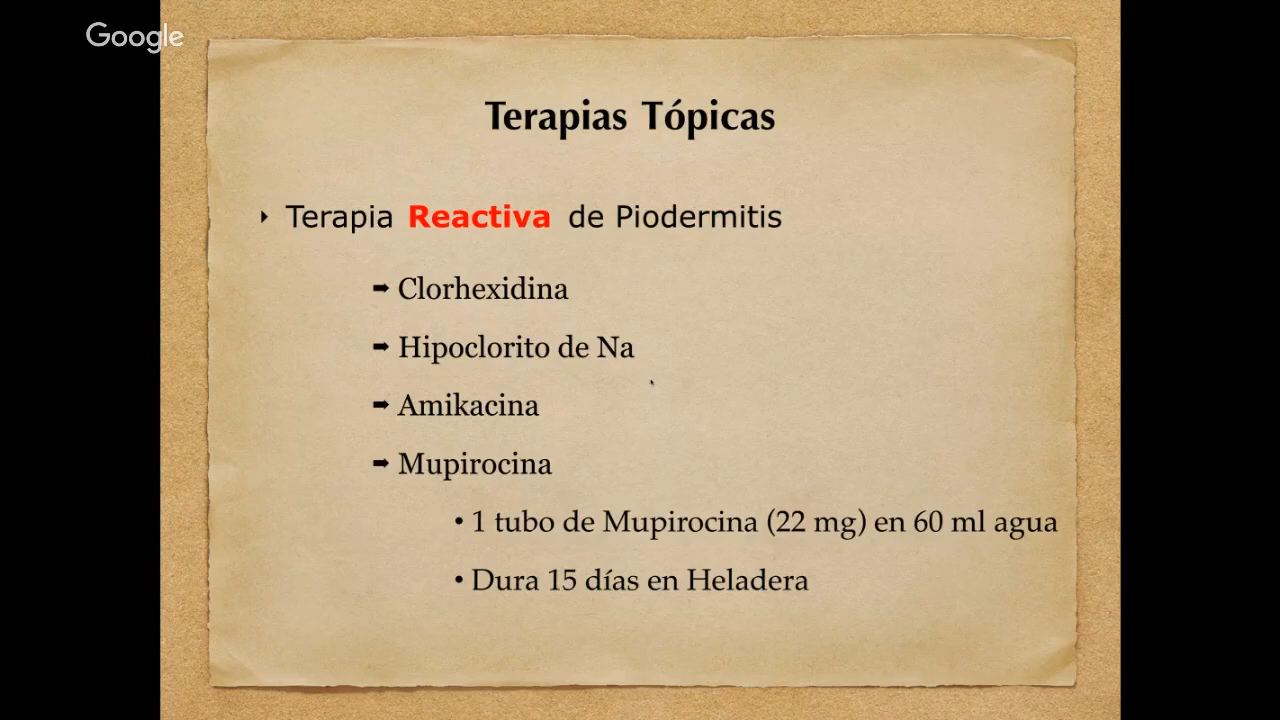 Google
Terapias Tópicas
‣ Terapia Reactiva de Piodermitis
➡ Clorhexidina
➡ Hipoclorito de Na
➡ Amikacina
➡ Mupirocina
• 1 tubo de Mupirocina (22 mg) en 60 ml agua
• Dura 15 días en Heladera